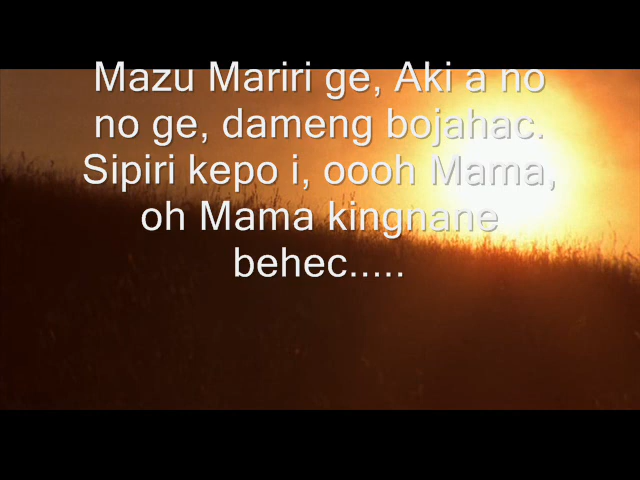 Mazu Mariri ge, Aki a no
no ge, dameng bojahac.
Sipiri kepo i, oooh Mama,
oh Mama kingnane
behec.....